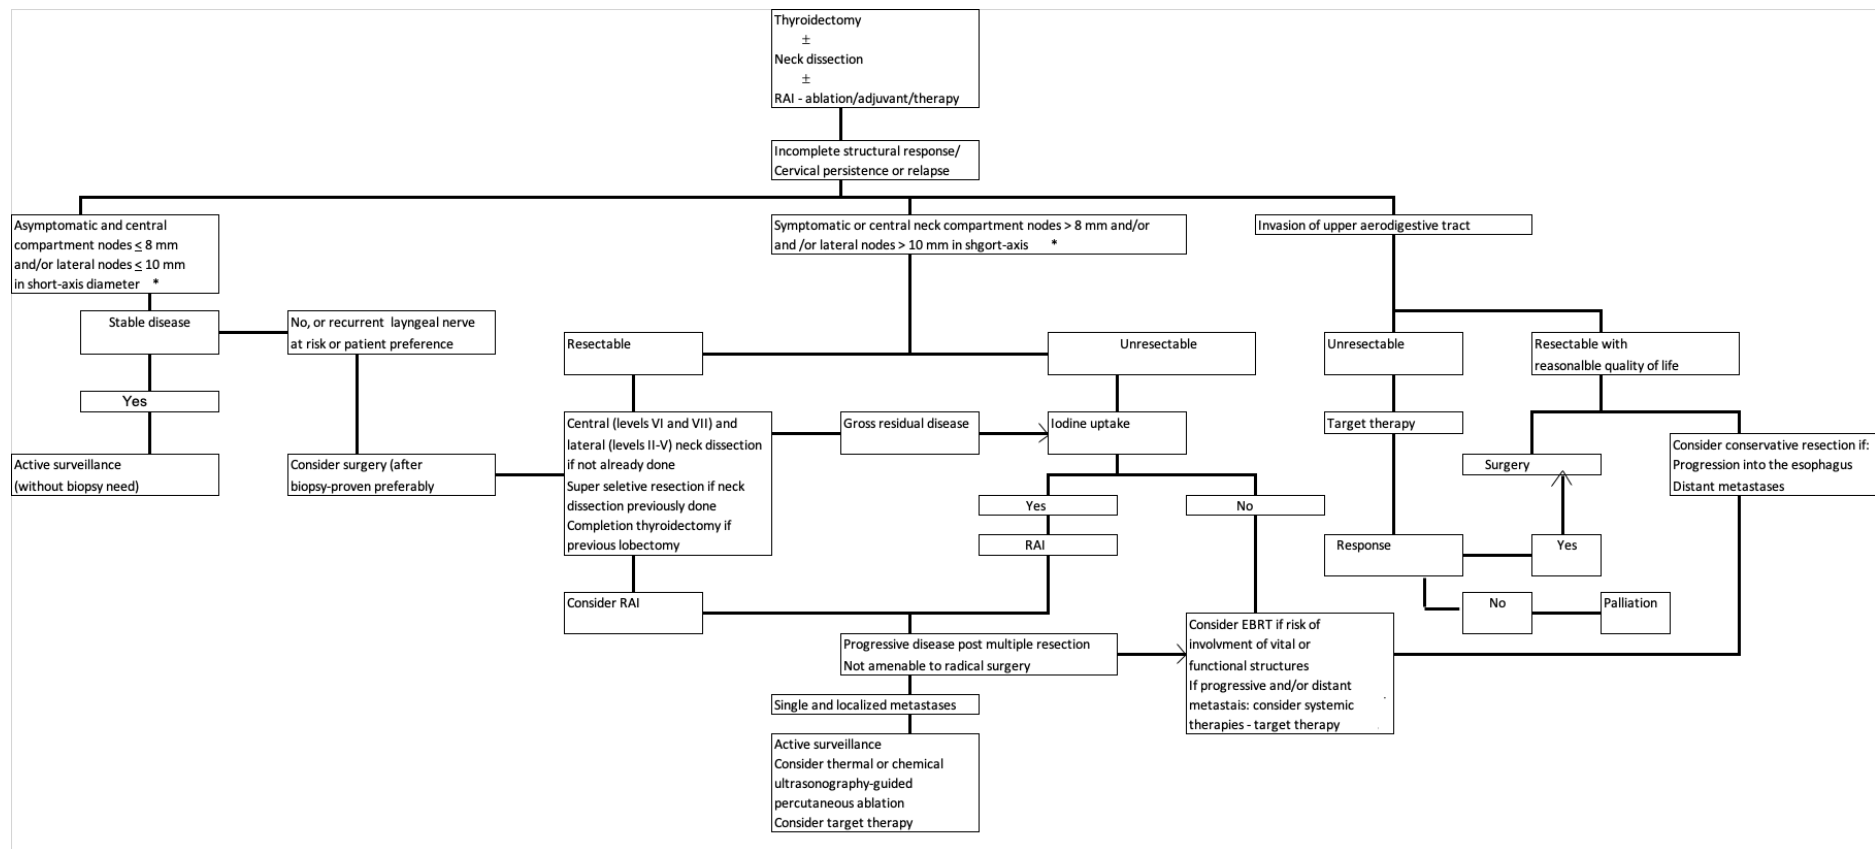 Thyroidectomy
±
Neck dissection
±
RAI - ablation/adjuvant/therapy
Incomplete structural response/
Cervical persistence or relapse
Asymptomatic and central
compartment nodes ≤ 8 mm
and/or lateral nodes ≤ 10 mm
in short-axis diameter *
Symptomatic or central neck compartment nodes > 8 mm and/or
and /or lateral nodes > 10 mm in shgort-axis *
Invasion of upper aerodigestive tract
Stable disease
No, or recurrent layngeal nerve
at risk or patient preference
Resectable
Unresectable
Unresectable
Resectable with
reasonalble quality of life
Yes
Central (levels VI and VII) and
lateral (levels II-V) neck dissection
if not already done
Super seletive resection if neck
dissection previously done
Completion thyroidectomy if
previous lobectomy
Gross residual disease
Iodine uptake
Target therapy
Consider conservative resection if:
Progression into the esophagus
Distant metastases
Active surveillance
(without biopsy need)
Consider surgery (after
biopsy-proven preferably
Surgery
Yes
No
RAI
Response
Yes
Consider RAI
No
Palliation
Progressive disease post multiple resection
Not amenable to radical surgery
Consider EBRT if risk of
involvment of vital or
functional structures
If progressive and/or distant
metastais: consider systemic
therapies - target therapy
Single and localized metastases
Active surveillance
Consider thermal or chemical
ultrasonography-guided
percutaneous ablation
Consider target therapy